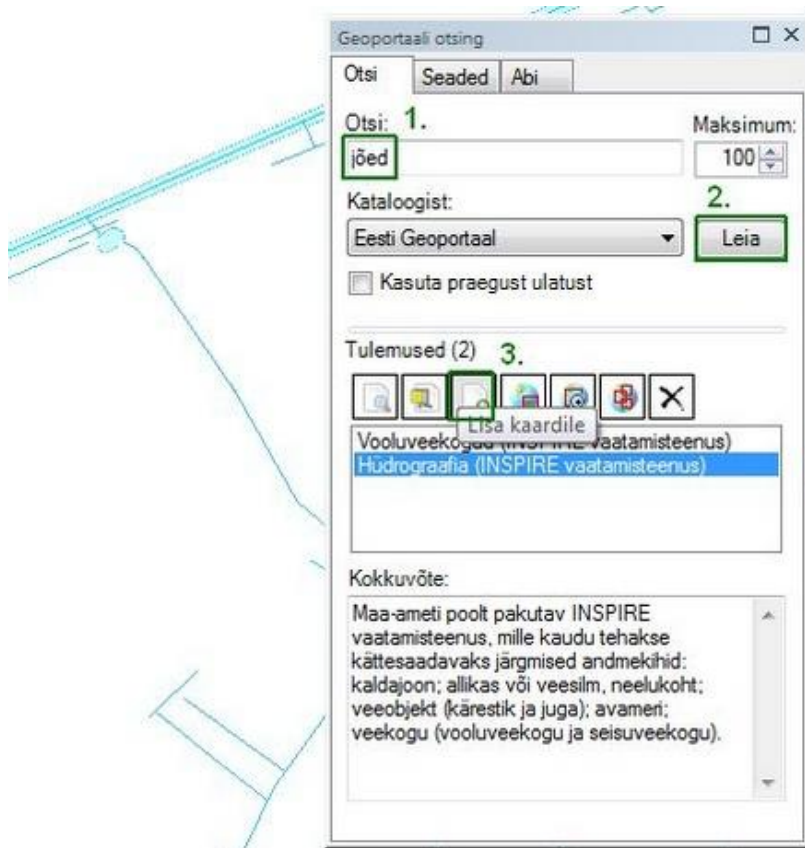 Geoportaali otsing
Otsi Seaded Abi
Otsi: 1. Maksimum:
jõed 100
Kataloogist: 2.
Eesti Geoportaal Leia
Kasuta praegust ulatust
Tulemused (2) 3.
Lisa kaardile
Vooluveekogud (INSPIRE vaatamisteenus)
Hüdrograafia (INSPIRE vaatamisteenus)
Kokkuvõte:
Maa-ameti poolt pakutav INSPIRE
vaatamisteenus, mille kaudu tehakse
kättesaadavaks järgmised andmekihid:
kaldajoon; allikas või veesilm, neelukoht;
veeobjekt (kärestik ja juga); avameri;
veekogu (vooluveekogu ja seisuveekogu).